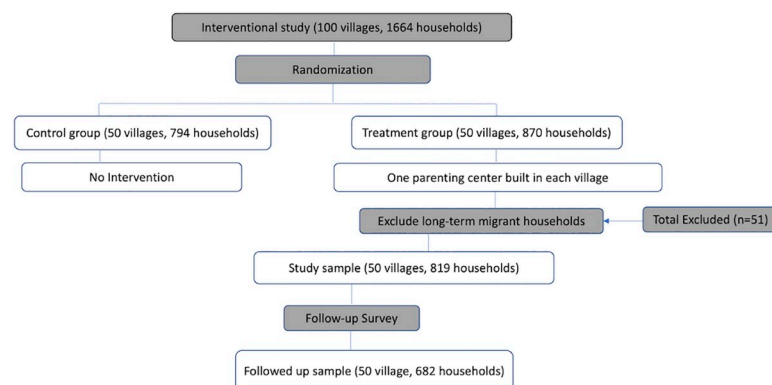 Interventional study (100 villages, 1664 households)
Randomization
Control group (50 villages, 794 households)
Treatment group (50 villages, 870 households)
No Intervention
One parenting center built in each village
Exclude long-term migrant households
Total Excluded (n=51)
Study sample (50 villages, 819 households)
Follow-up Survey
Followed up sample (50 village, 682 households)